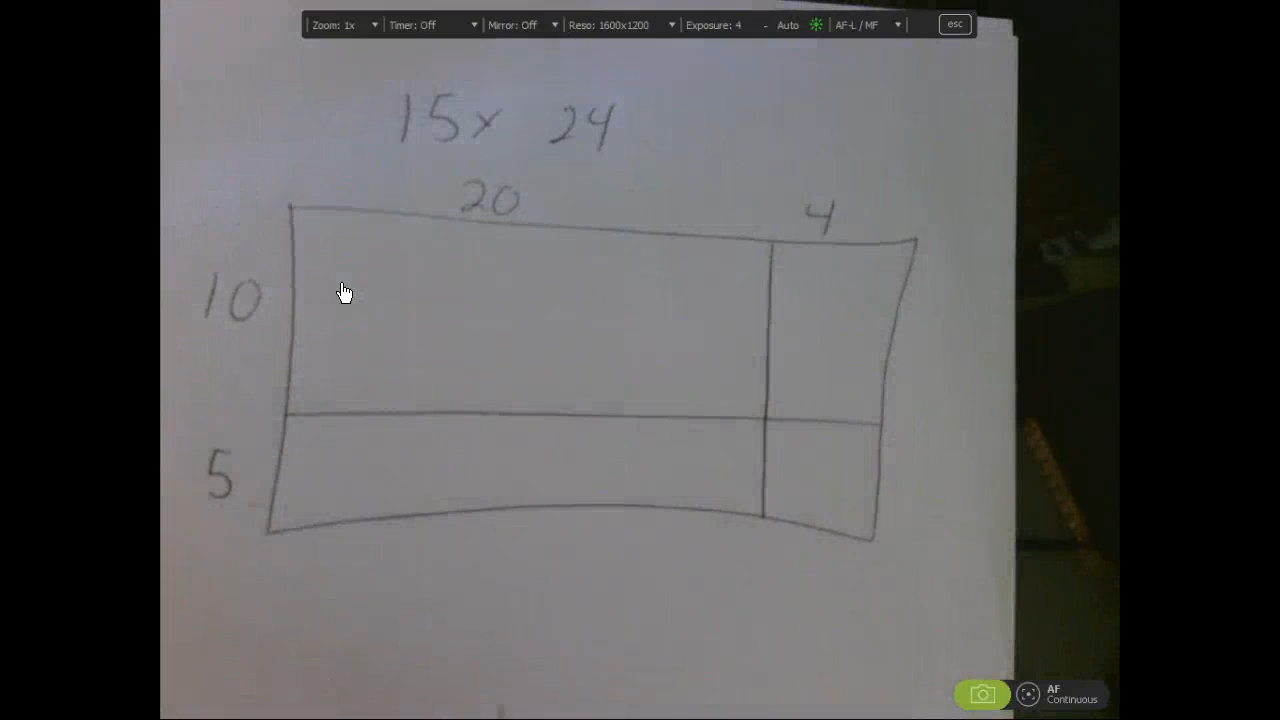 Zoom: 1x Timer: Off Mirror: Off Reso: 1600x1200 Exposure: 4 - Auto AF-L / MF esc
15 x 24
20 4
10
5
AF
Continuous